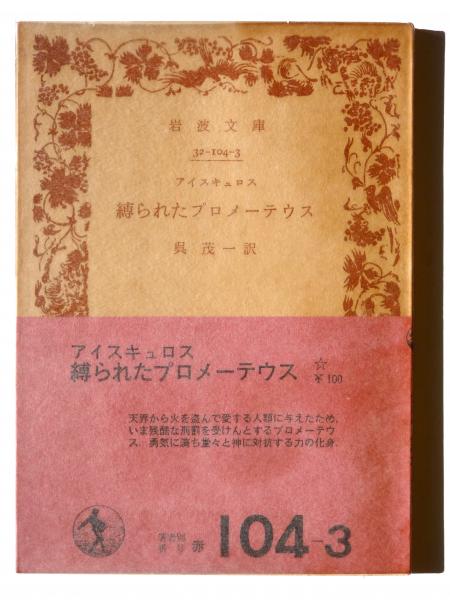 岩波文庫
32-104-3
アイスキュロス
縛られたプロメーテウス
呉 茂一訳
アイスキュロス
縛られたプロメーテウス ☆
¥100
天界から火を盗んで愛する人類に与えたため、
いま残酷な刑罰を受けんとするプロメーテウ
ス。勇気に満ち堂々と神に対抗する力の化身。
著者別
番号 赤 104-3